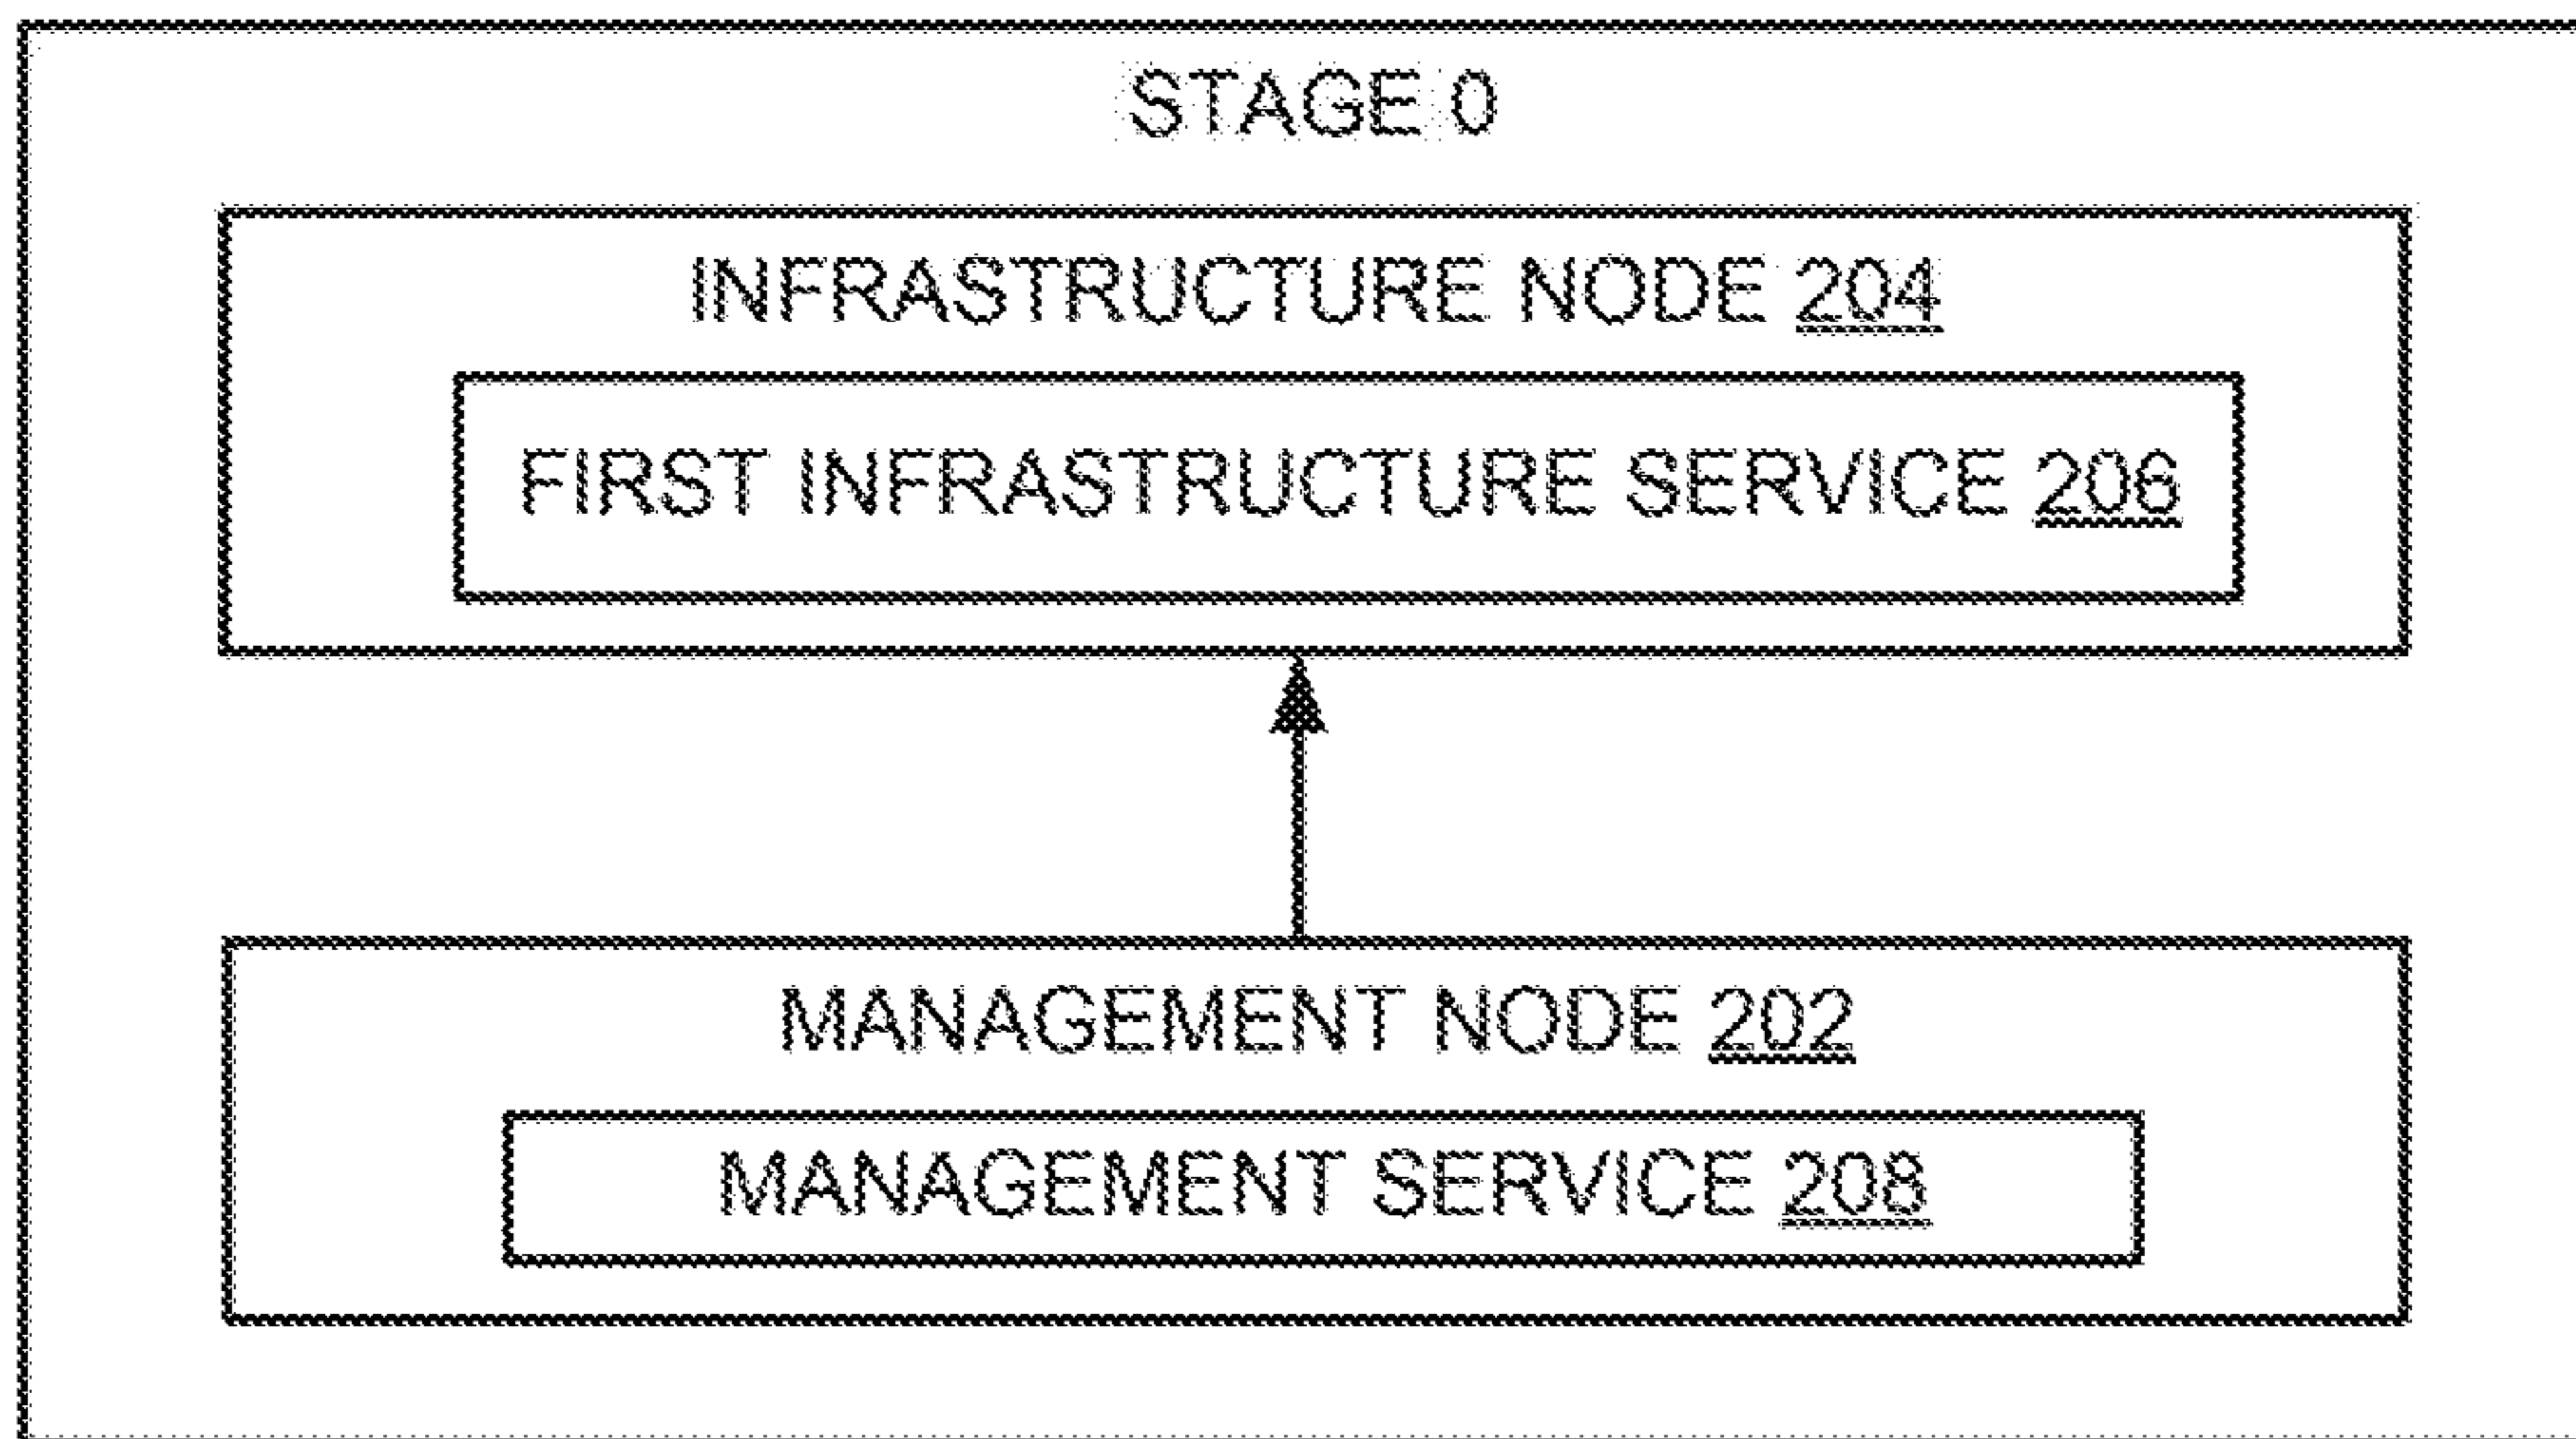 STAGE 0
INFRASTRUCTURE NODE 204
FIRST INFRASTRUCTURE SERVICE 206
MANAGEMENT NODE 202
MANAGEMENT SERVICE 208